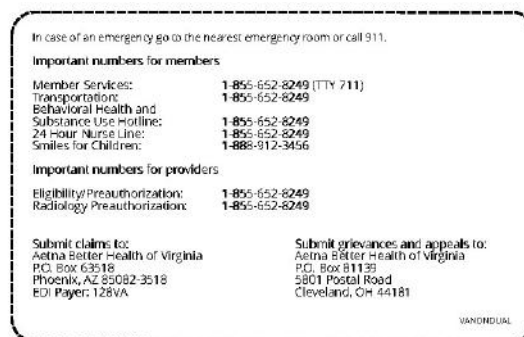 In case of an emergency go to the nearest emergency room or call 911.
Important numbers for members
Member Services: 1-855-652-8249 (TTY 711)
Transportation: 1-855-652-8249
Behavioral Health and
Substance Use Hotline: 1-855-652-8249
24 Hour Nurse Line: 1-855-652-8249
Smiles for Children: 1-888-912-3456
Important numbers for providers
Eligibility/Preauthorization: 1-855-652-8249
Radiology Preauthorization: 1-855-652-8249
Submit claims to:
Aetna Better Health of Virginia
P.O. Box 63518
Phoenix, AZ 85082-3518
EDI Payer: 128VA
Submit grievances and appeals to:
Aetna Better Health of Virginia
P.O. Box 81139
5801 Postal Road
Cleveland, OH 44181
VANONDUAL